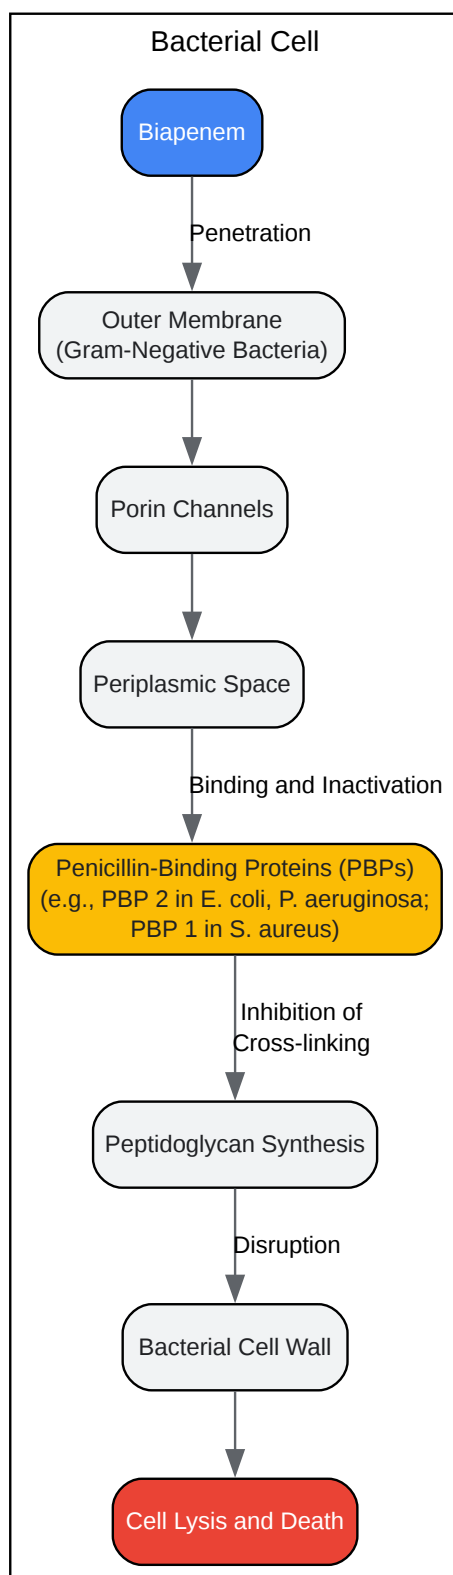 Bacterial Cell
Biapenem
Penetration
Outer Membrane
(Gram-Negative Bacteria)
Porin Channels
Periplasmic Space
Binding and Inactivation
Penicillin-Binding Proteins (PBPs)
(e.g., PBP 2 in E. coli, P. aeruginosa;
PBP 1 in S. aureus)
Inhibition of
Cross-linking
Peptidoglycan Synthesis
Disruption
Bacterial Cell Wall
Cell Lysis and Death